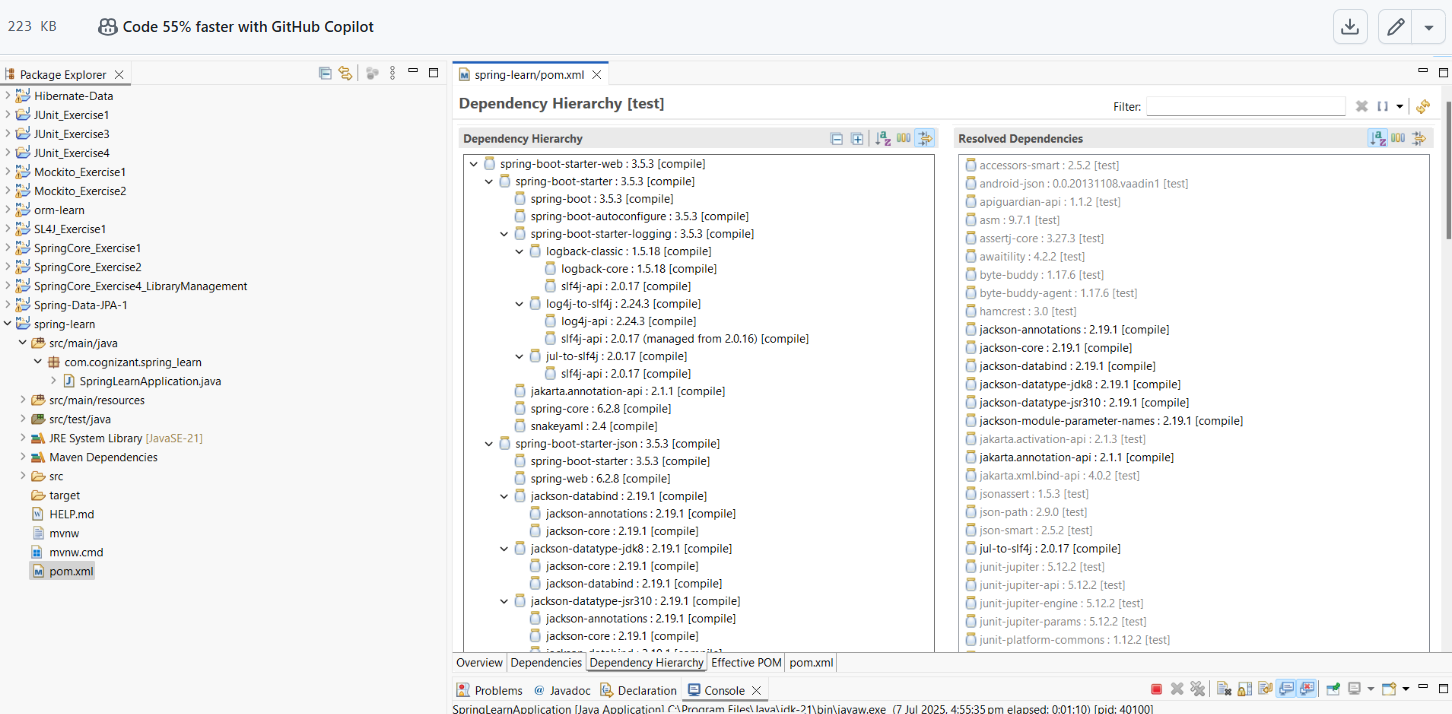 223 KB Code 55% faster with GitHub Copilot
Package Explorer
Hibernate-Data
JUnit_Exercise1
JUnit_Exercise3
JUnit_Exercise4
Mockito_Exercise1
Mockito_Exercise2
orm-learn
SL4J_Exercise1
SpringCore_Exercise1
SpringCore_Exercise2
SpringCore_Exercise4_LibraryManagement
Spring-Data-JPA-1
spring-learn
src/main/java
com.cognizant.spring_learn
SpringLearnApplication.java
src/main/resources
src/test/java
JRE System Library [JavaSE-21]
Maven Dependencies
src
target
HELP.md
mvnw
mvnw.cmd
pom.xml
spring-learn/pom.xml
Dependency Hierarchy [test]
Filter:
Dependency Hierarchy
spring-boot-starter-web : 3.5.3 [compile]
spring-boot-starter : 3.5.3 [compile]
spring-boot : 3.5.3 [compile]
spring-boot-autoconfigure : 3.5.3 [compile]
spring-boot-starter-logging : 3.5.3 [compile]
logback-classic : 1.5.18 [compile]
logback-core : 1.5.18 [compile]
slf4j-api : 2.0.17 [compile]
log4j-to-slf4j : 2.24.3 [compile]
log4j-api : 2.24.3 [compile]
slf4j-api : 2.0.17 (managed from 2.0.16) [compile]
jul-to-slf4j : 2.0.17 [compile]
slf4j-api : 2.0.17 [compile]
jakarta.annotation-api : 2.1.1 [compile]
spring-core : 6.2.8 [compile]
snakeyaml : 2.4 [compile]
spring-boot-starter-json : 3.5.3 [compile]
spring-boot-starter : 3.5.3 [compile]
spring-web : 6.2.8 [compile]
jackson-databind : 2.19.1 [compile]
jackson-annotations : 2.19.1 [compile]
jackson-core : 2.19.1 [compile]
jackson-datatype-jdk8 : 2.19.1 [compile]
jackson-core : 2.19.1 [compile]
jackson-databind : 2.19.1 [compile]
jackson-datatype-jsr310 : 2.19.1 [compile]
jackson-annotations : 2.19.1 [compile]
jackson-core : 2.19.1 [compile]
Resolved Dependencies
accessors-smart : 2.5.2 [test]
android-json : 0.0.20131108.vaadin1 [test]
apiguardian-api : 1.1.2 [test]
asm : 9.7.1 [test]
assertj-core : 3.27.3 [test]
awaitility : 4.2.2 [test]
byte-buddy : 1.17.6 [test]
byte-buddy-agent : 1.17.6 [test]
hamcrest : 3.0 [test]
jackson-annotations : 2.19.1 [compile]
jackson-core : 2.19.1 [compile]
jackson-databind : 2.19.1 [compile]
jackson-datatype-jdk8 : 2.19.1 [compile]
jackson-datatype-jsr310 : 2.19.1 [compile]
jackson-module-parameter-names : 2.19.1 [compile]
jakarta.activation-api : 2.1.3 [test]
jakarta.annotation-api : 2.1.1 [compile]
jakarta.xml.bind-api : 4.0.2 [test]
jsonassert : 1.5.3 [test]
json-path : 2.9.0 [test]
json-smart : 2.5.2 [test]
jul-to-slf4j : 2.0.17 [compile]
junit-jupiter : 5.12.2 [test]
junit-jupiter-api : 5.12.2 [test]
junit-jupiter-engine : 5.12.2 [test]
junit-jupiter-params : 5.12.2 [test]
junit-platform-commons : 1.12.2 [test]
Overview Dependencies Dependency Hierarchy Effective POM pom.xml
Problems Javadoc Declaration Console
SpringLearnApplication [Java Application] C:\Program Files\Java\jdk-21\bin\javaw.exe (7 Jul 2025, 4:55:35 pm elapsed: 0:01:10) [pid: 40100]